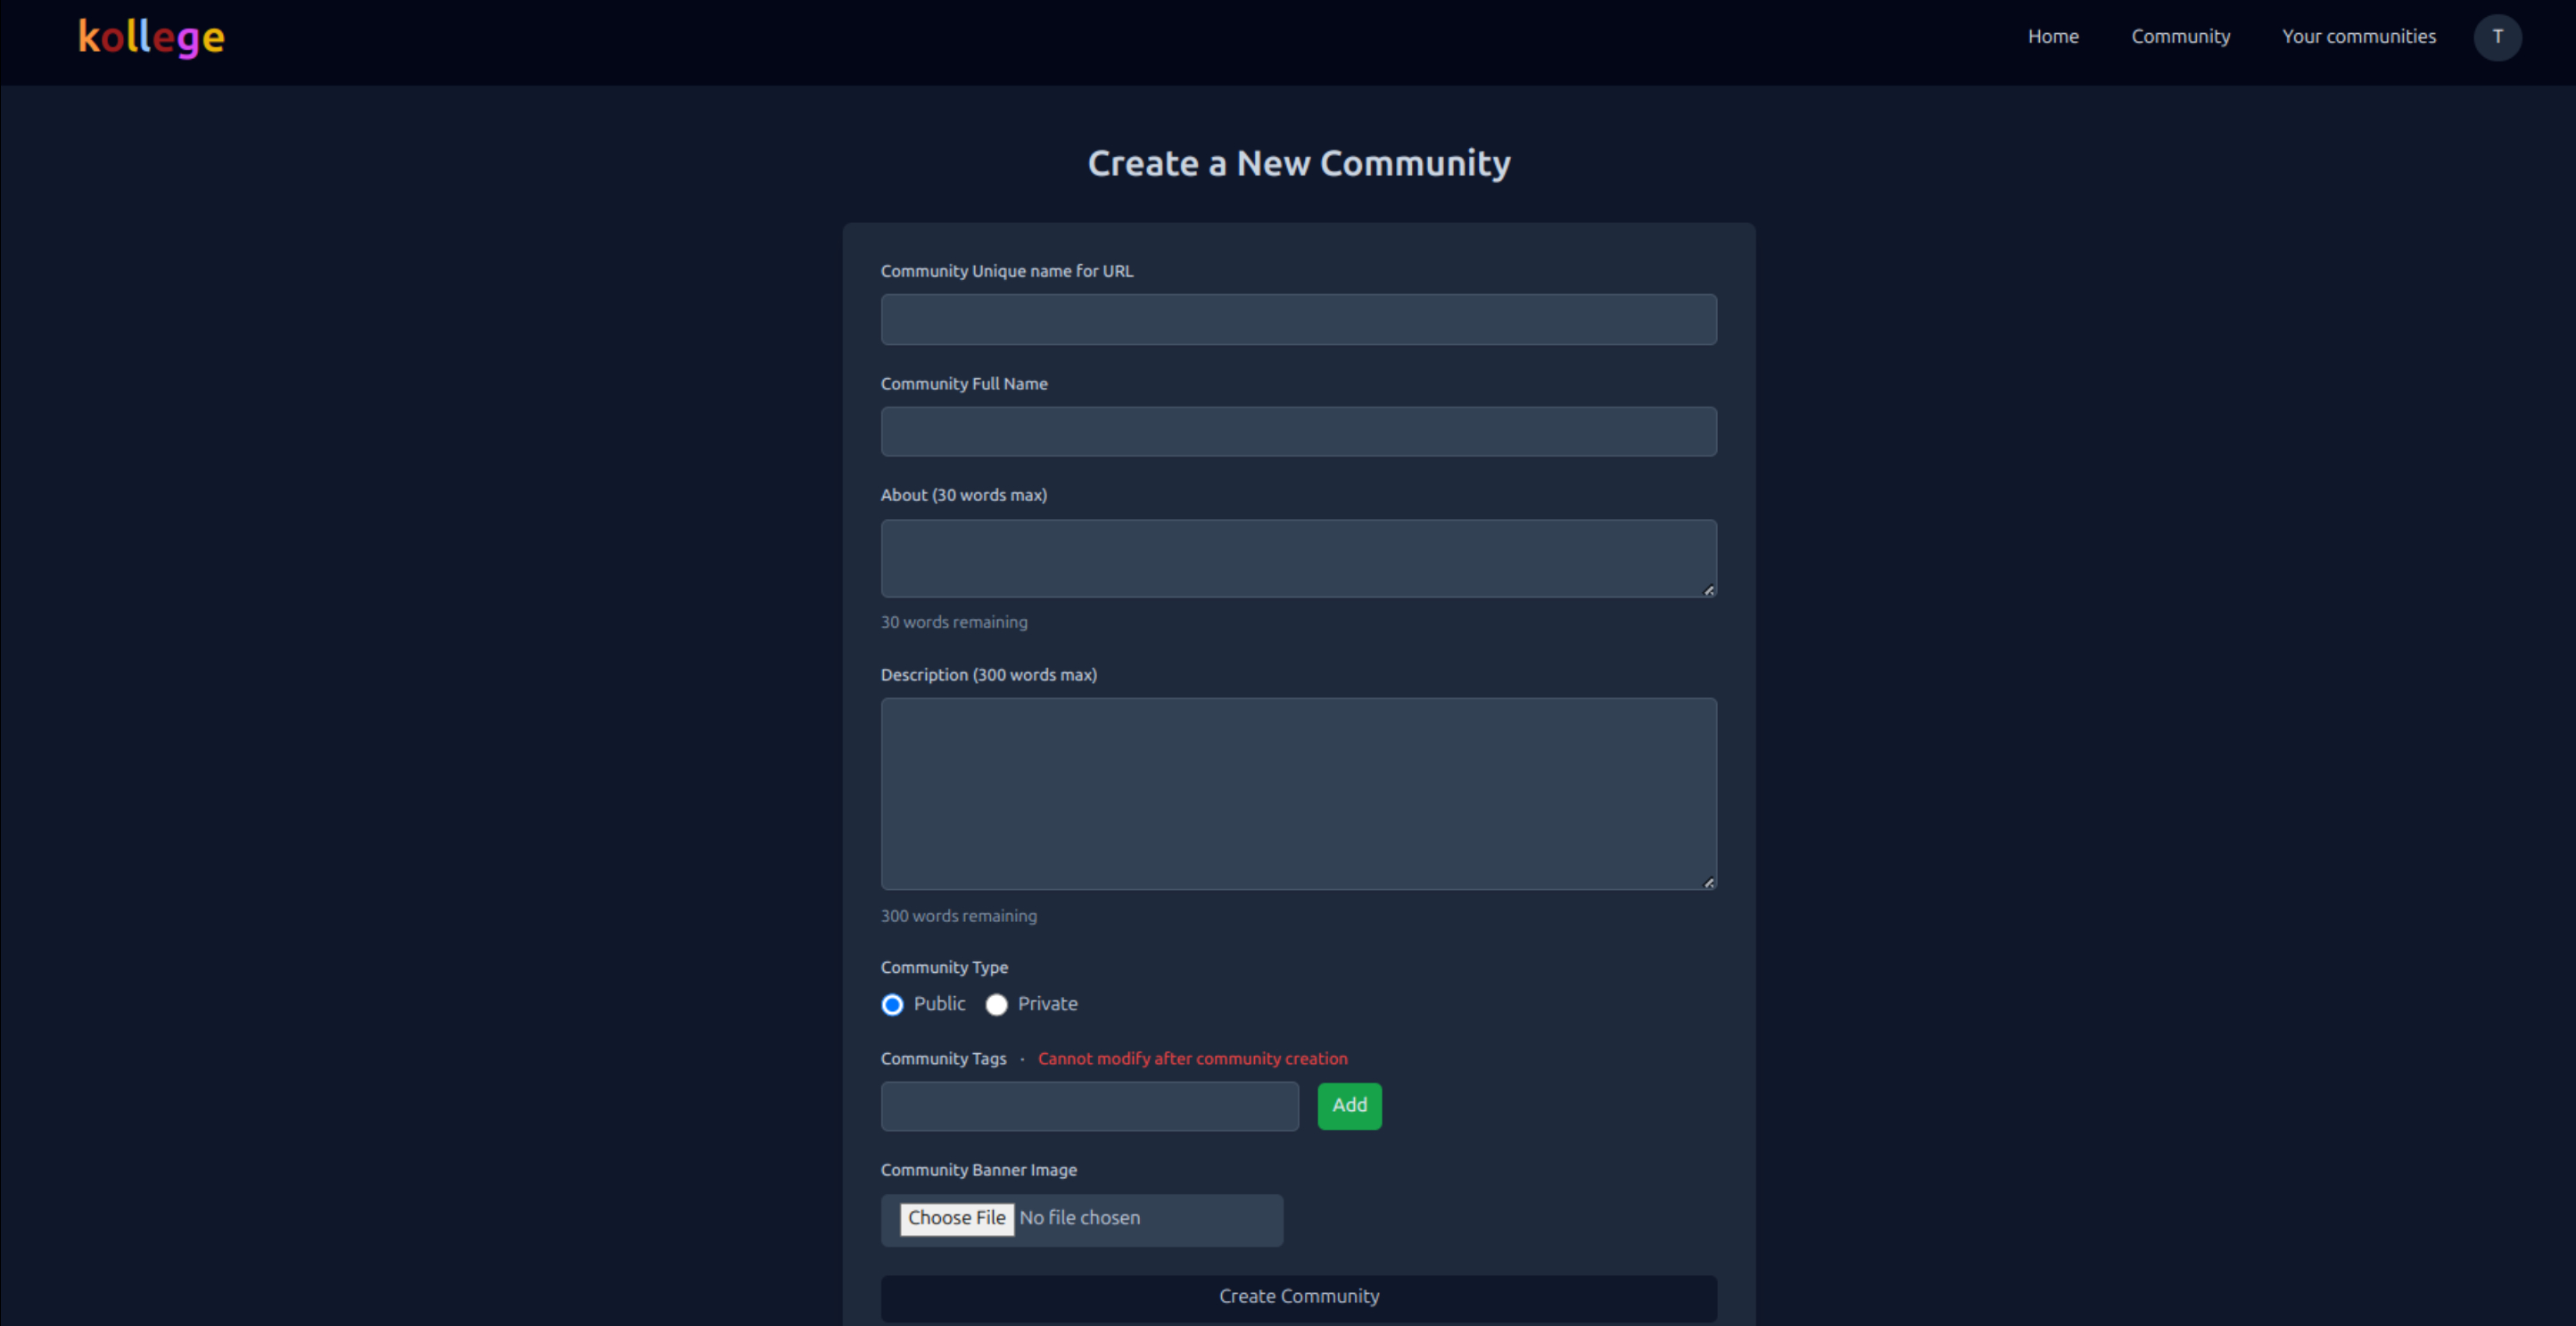 kollege
Home Community Your communities T
Create a New Community
Community Unique name for URL
Community Full Name
About (30 words max)
30 words remaining
Description (300 words max)
300 words remaining
Community Type
Public Private
Community Tags · Cannot modify after community creation
Add
Community Banner Image
Choose File No file chosen
Create Community